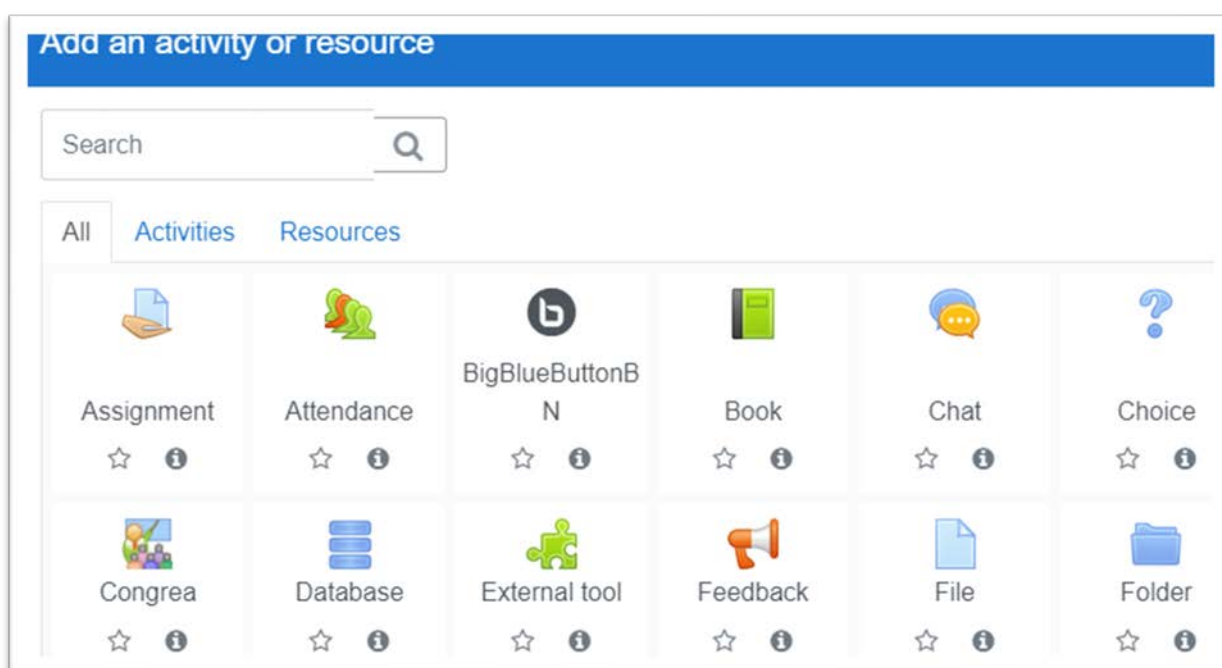 Add an activity or resource
Search
All Activities Resources
BigBlueButtonB
Assignment Attendance N Book Chat Choice
Congrea Database External tool Feedback File Folder